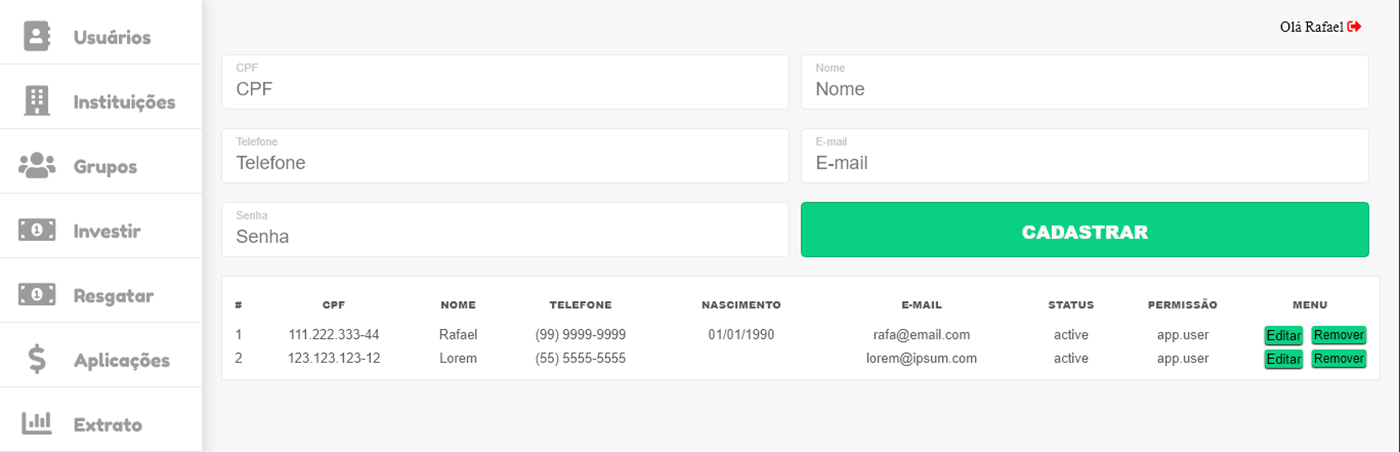 Usuários
Instituições
Grupos
Investir
Resgatar
Aplicações
Extrato
Olá Rafael
CPF
CPF
Nome
Nome
Telefone
Telefone
E-mail
E-mail
Senha
Senha
CADASTRAR
# CPF NOME TELEFONE NASCIMENTO E-MAIL STATUS PERMISSÃO MENU
1 111.222.333-44 Rafael (99) 9999-9999 01/01/1990 rafa@email.com active app.user Editar Remover
2 123.123.123-12 Lorem (55) 5555-5555 lorem@ipsum.com active app.user Editar Remover